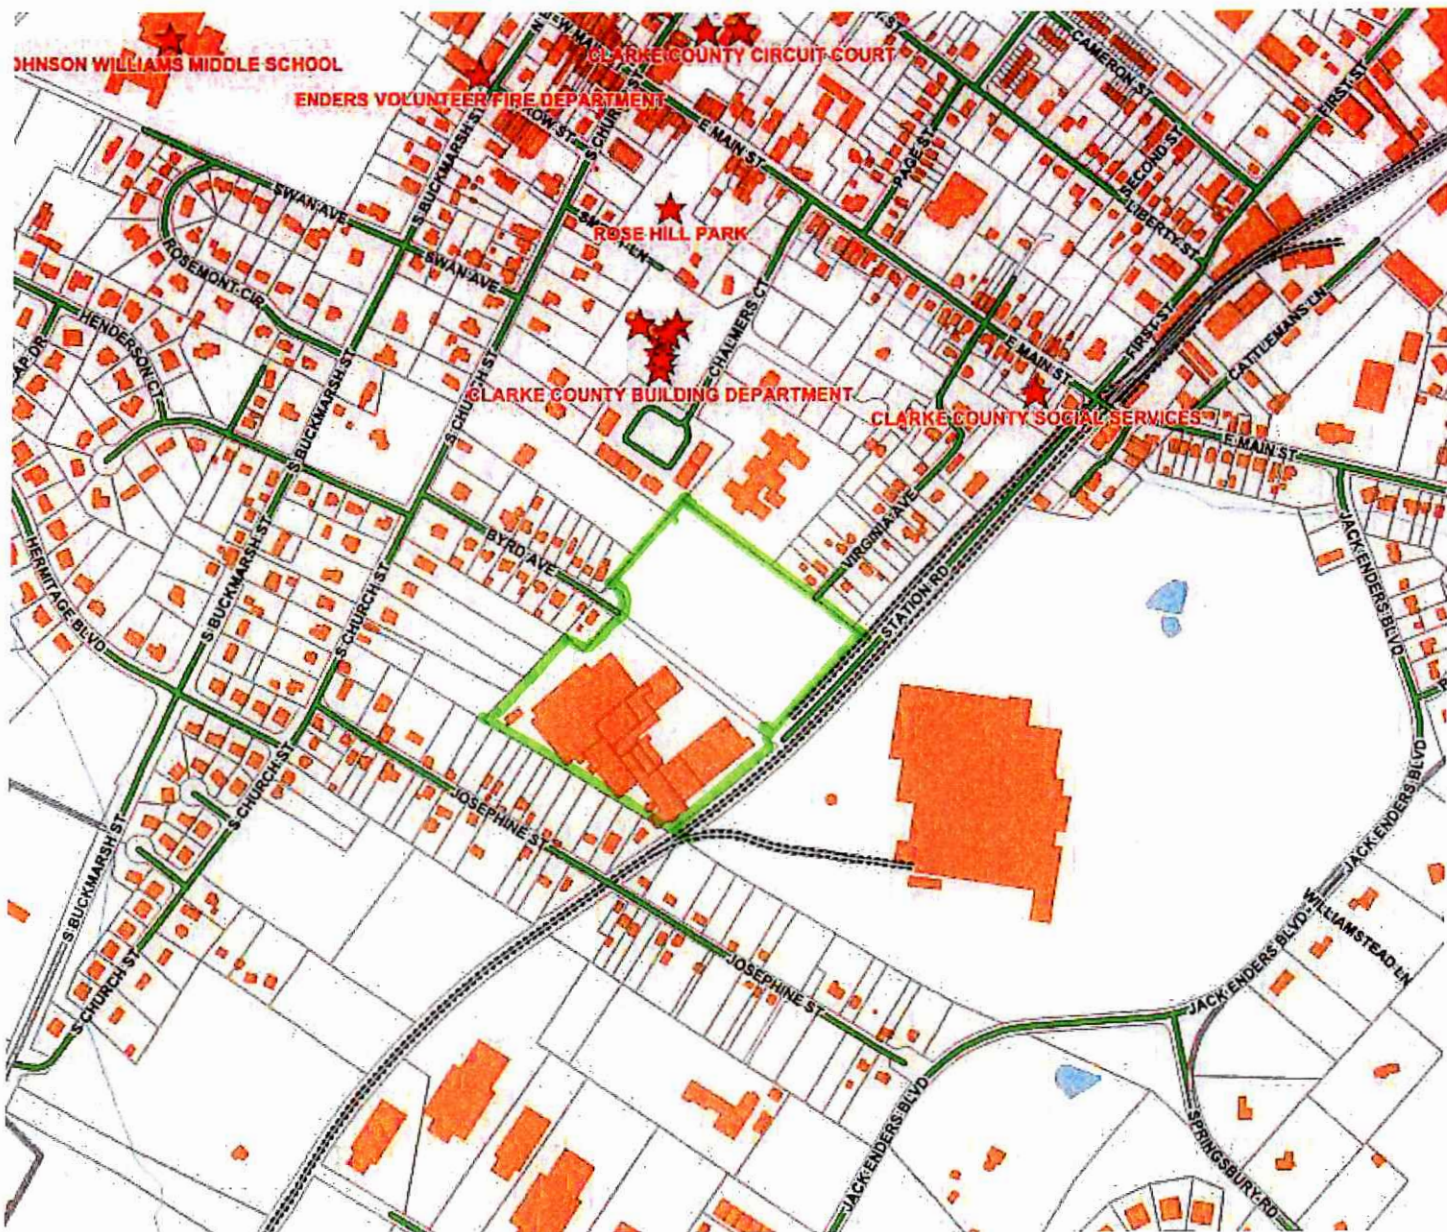 JOHNSON WILLIAMS MIDDLE SCHOOL
CLARKE COUNTY CIRCUIT COURT
ENDERS VOLUNTEER FIRE DEPARTMENT
CAMERON ST
FIRST ST
S BUCKMARSH ST
S CHURCH ST
E MAIN ST
PAGE ST
SECOND ST
LIBERTY ST
SWAN AVE
SWAN AVE
ROSE HILL PARK
ROSEMONT CIR
HENDERSON CT
CHALMERS CT
FIRST ST
CATTLEMANS LN
E MAIN ST
S BUCKMARSH ST
S CHURCH ST
CLARKE COUNTY BUILDING DEPARTMENT
CLARKE COUNTY SOCIAL SERVICES
E MAIN ST
S BUCKMARSH ST
HERMITAGE BLVD
BYRD AVE
VIRGINIA AVE
STATION RD
JACK ENDERS BLVD
S BUCKMARSH ST
S CHURCH ST
S CHURCH ST
JOSEPHINE ST
JACK ENDERS BLVD
S BUCKMARSH ST
S CHURCH ST
JOSEPHINE ST
WILLIAMSTEAD LN
JACK ENDERS BLVD
JACK ENDERS BLVD
SPRINGSBURY RD